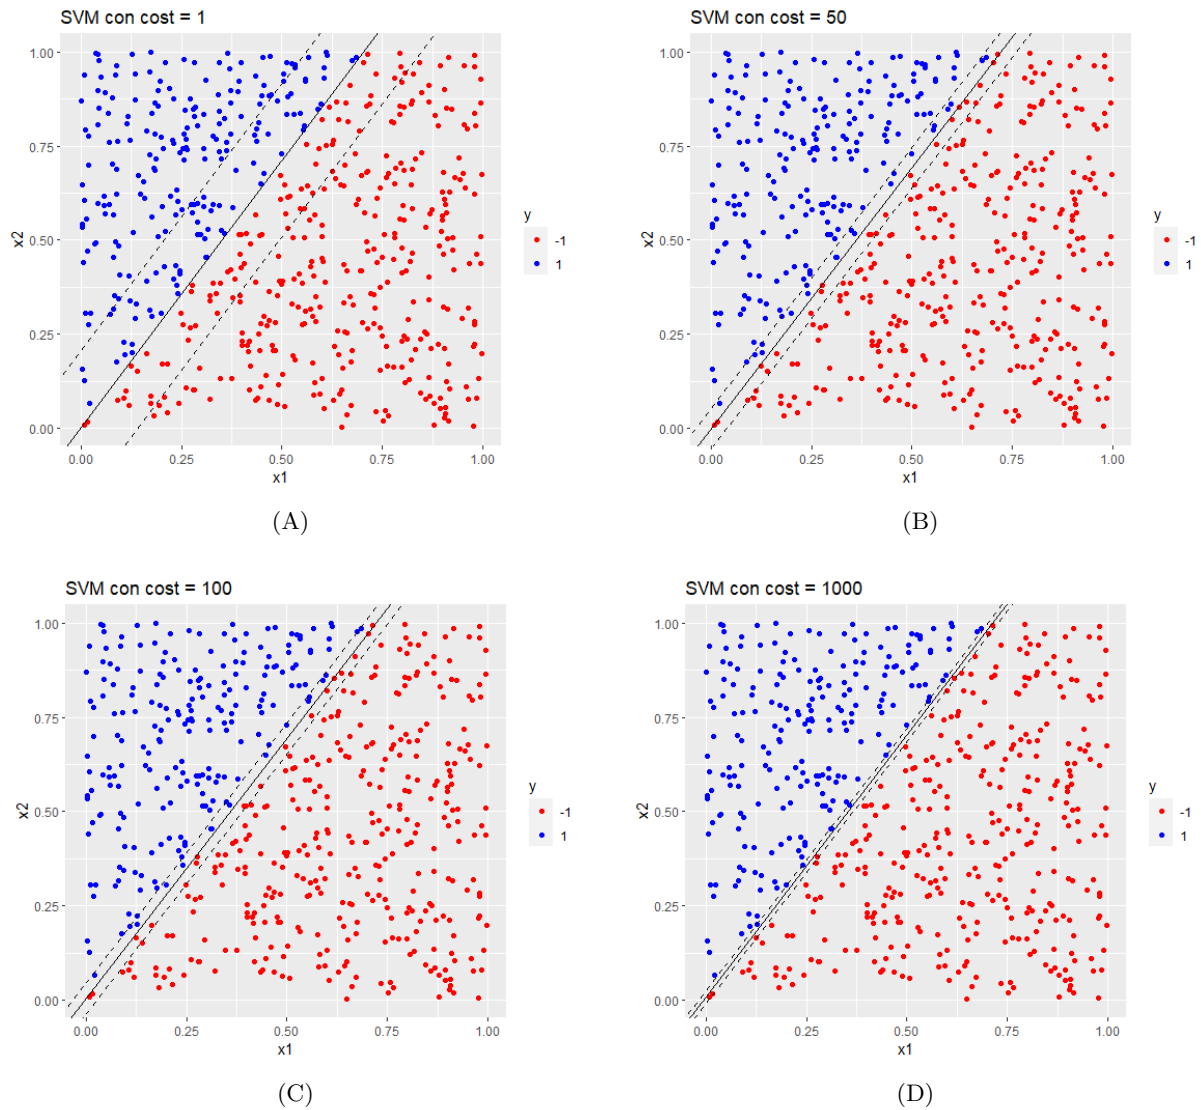 SVM con cost = 1
1.00
0.75
0.50
0.25
0.00
x2
0.00 0.25 0.50 0.75 1.00
x1
y
-1
1
(A)
SVM con cost = 50
1.00
0.75
0.50
0.25
0.00
x2
0.00 0.25 0.50 0.75 1.00
x1
y
-1
1
(B)
SVM con cost = 100
1.00
0.75
0.50
0.25
0.00
x2
0.00 0.25 0.50 0.75 1.00
x1
y
-1
1
(C)
SVM con cost = 1000
1.00
0.75
0.50
0.25
0.00
x2
0.00 0.25 0.50 0.75 1.00
x1
y
-1
1
(D)